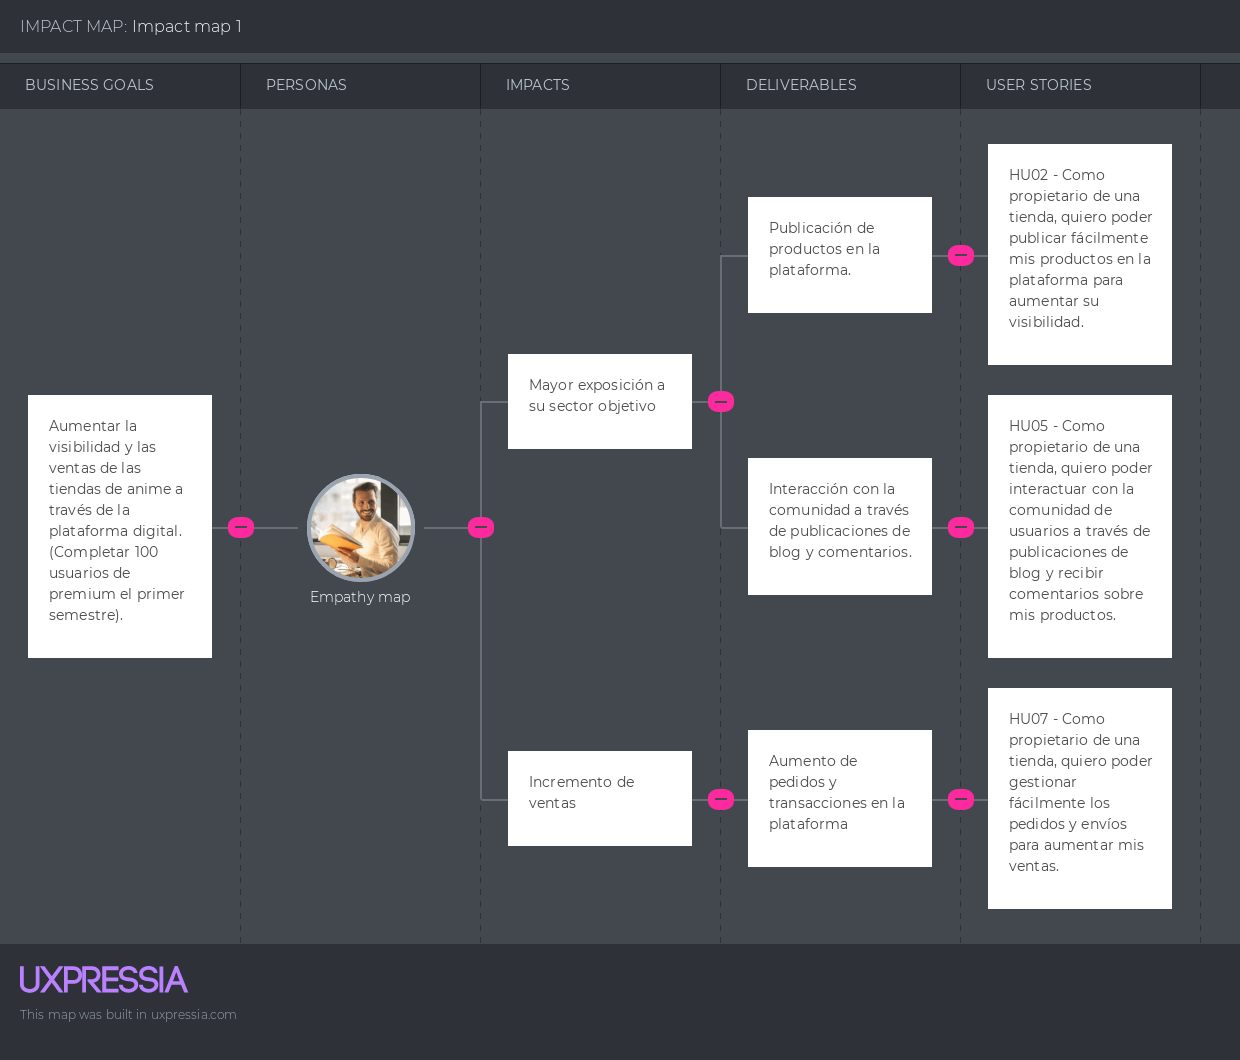 IMPACT MAP: Impact map 1
BUSINESS GOALS
PERSONAS
IMPACTS
DELIVERABLES
USER STORIES
Aumentar la
visibilidad y las
ventas de las
tiendas de anime a
través de la
plataforma digital.
(Completar 100
usuarios de
premium el primer
semestre).
Empathy map
Mayor exposición a
su sector objetivo
Incremento de
ventas
Publicación de
productos en la
plataforma.
Interacción con la
comunidad a través
de publicaciones de
blog y comentarios.
Aumento de
pedidos y
transacciones en la
plataforma
HU02 - Como
propietario de una
tienda, quiero poder
publicar fácilmente
mis productos en la
plataforma para
aumentar su
visibilidad.
HU05 - Como
propietario de una
tienda, quiero poder
interactuar con la
comunidad de
usuarios a través de
publicaciones de
blog y recibir
comentarios sobre
mis productos.
HU07 - Como
propietario de una
tienda, quiero poder
gestionar
fácilmente los
pedidos y envíos
para aumentar mis
ventas.
UXPRESSIA
This map was built in uxpressia.com